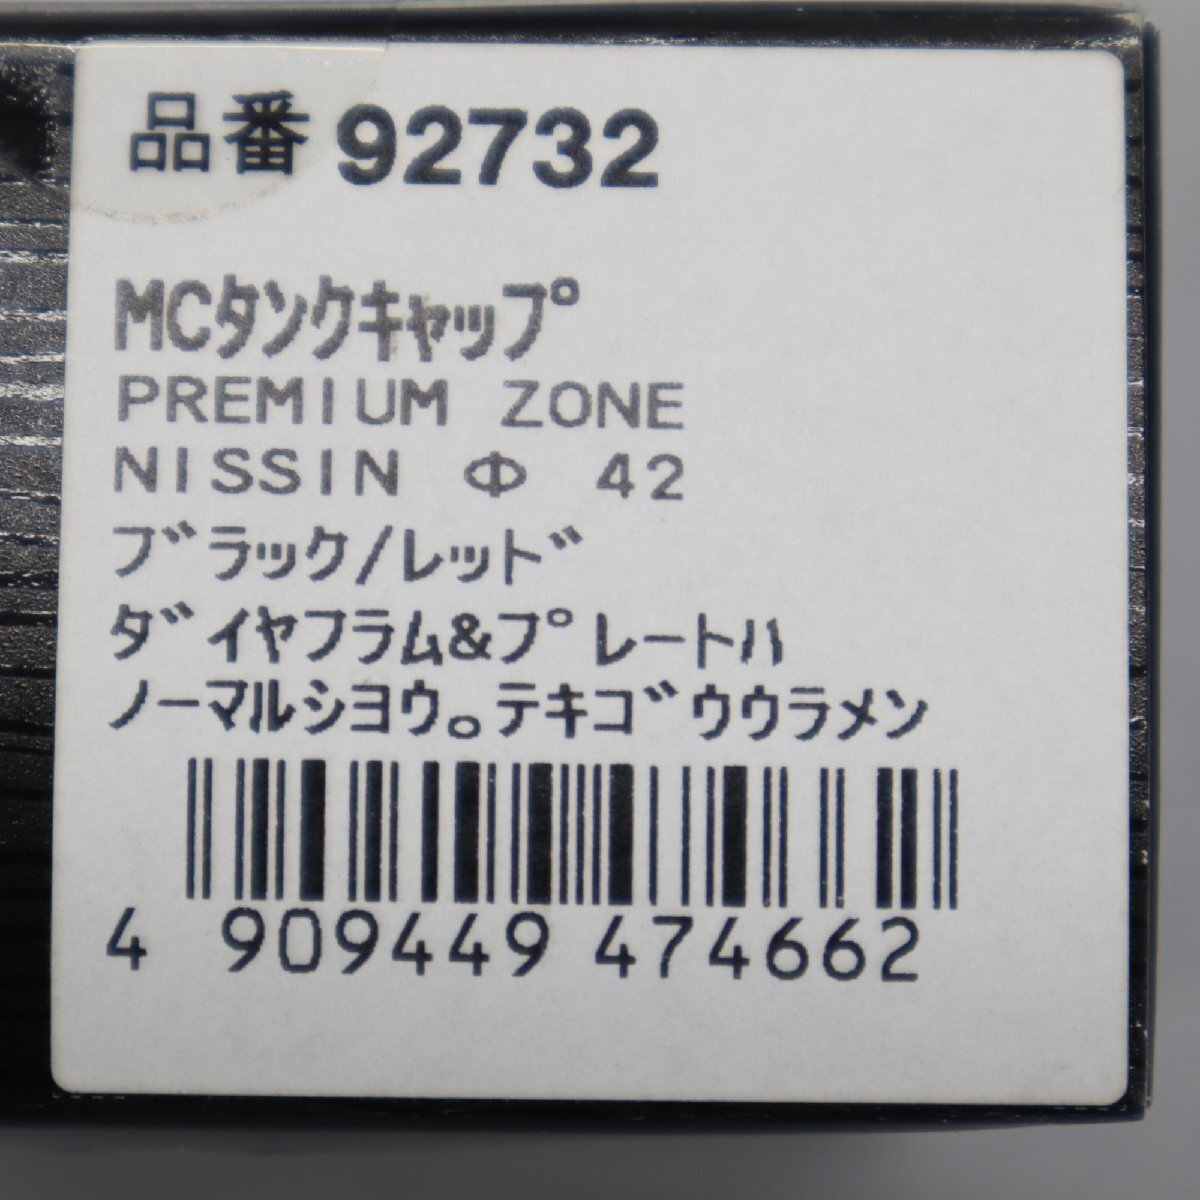 品番 92732
MCﾀﾝｸｷｬｯﾌﾟ
PREMIUM ZONE
NISSIN Φ 42
ﾌﾞﾗｯｸ/ﾚｯﾄﾞ
ﾀﾞｲﾔﾌﾗﾑ&ﾌﾟﾚｰﾄﾊ
ﾉｰﾏﾙｼﾖｳ｡ﾃｷｺﾞｳｳﾗﾒﾝ
4 909449 474662